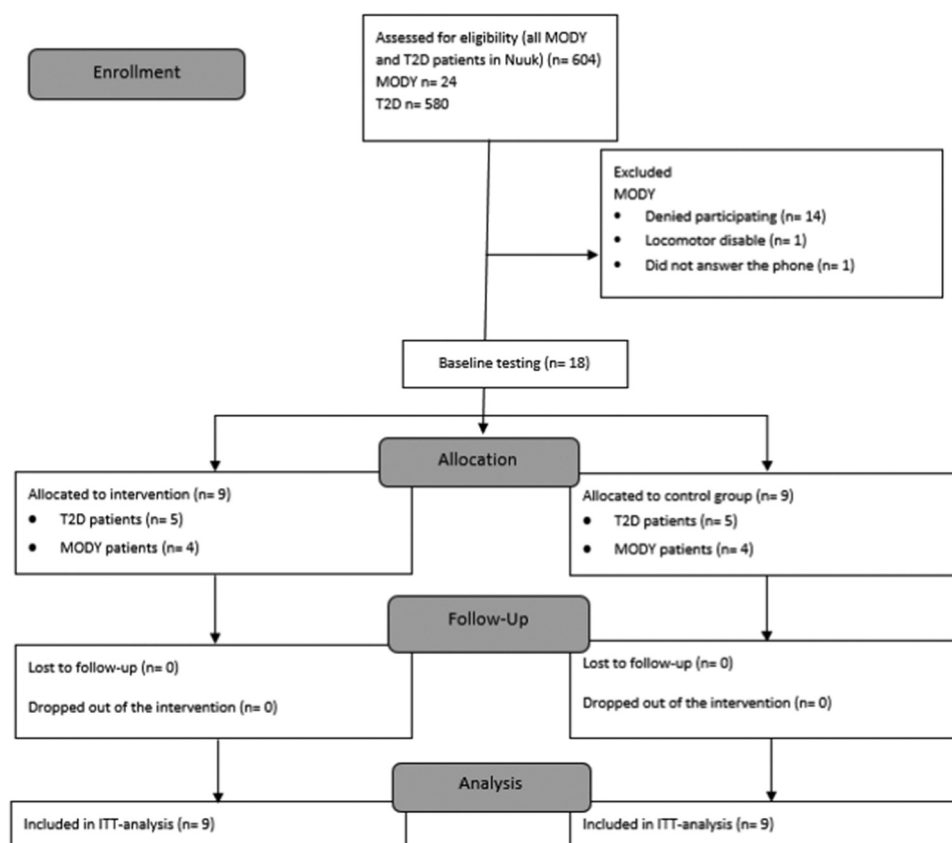 Enrollment
Assessed for eligibility (all MODY
and T2D patients in Nuuk) (n= 604)
MODY n= 24
T2D n= 580
Excluded
MODY
• Denied participating (n= 14)
• Locomotor disable (n= 1)
• Did not answer the phone (n= 1)
Baseline testing (n= 18)
Allocation
Allocated to intervention (n= 9)
• T2D patients (n= 5)
• MODY patients (n= 4)
Allocated to control group (n= 9)
• T2D patients (n= 5)
• MODY patients (n= 4)
Follow-Up
Lost to follow-up (n= 0)
Dropped out of the intervention (n= 0)
Lost to follow-up (n= 0)
Dropped out of the intervention (n= 0)
Analysis
Included in ITT-analysis (n= 9)
Included in ITT-analysis (n= 9)